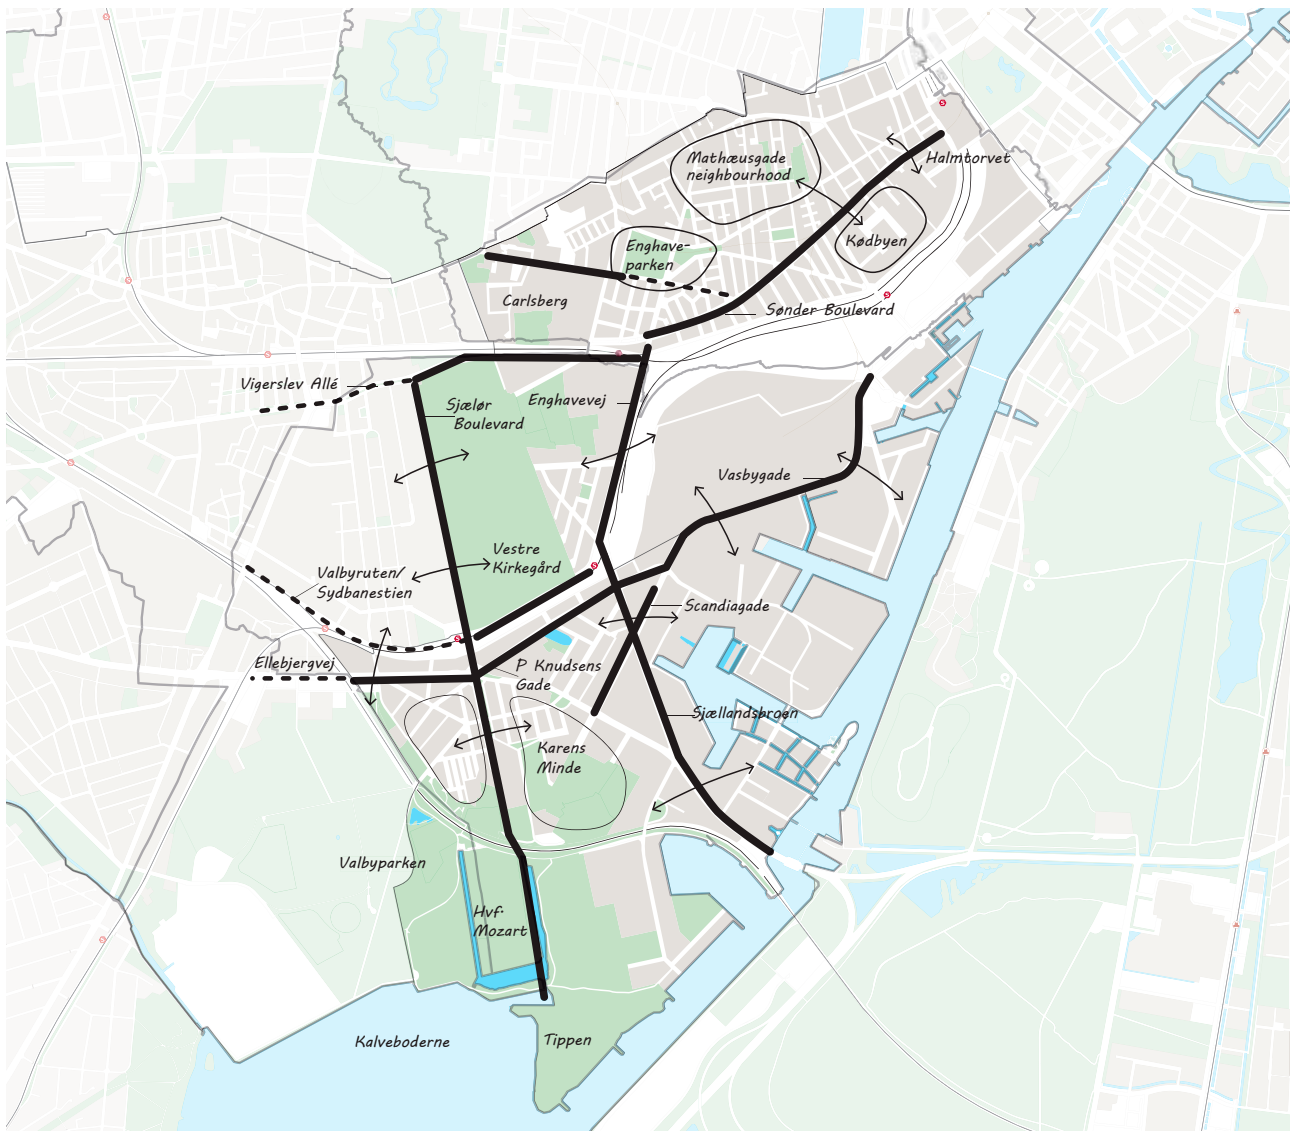 Mathæusgade
neighbourhood
Halmtorvet
Kødbyen
Enghave-
parken
Carlsberg
Sønder Boulevard
Vigerslev Allé
Sjælør
Boulevard
Enghavevej
Vasbygade
Vestre
Kirkegård
Valbyruten/
Sydbanestien
Scandiagade
Ellebjergvej
P Knudsens
Gade
Sjællandsbroen
Karens
Minde
Valbyparken
Hvf.
Mozart
Kalveboderne
Tippen